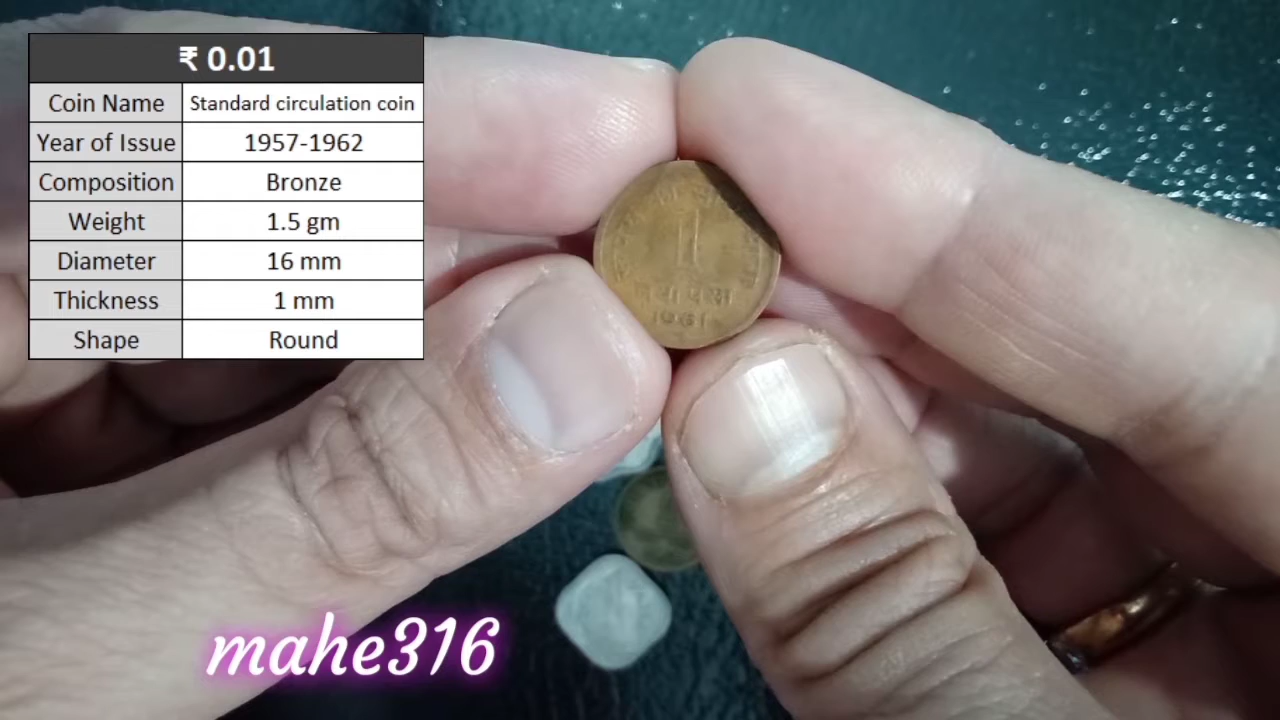 ₹ 0.01
Coin Name Standard circulation coin
Year of Issue 1957-1962
Composition Bronze
Weight 1.5 gm
Diameter 16 mm
Thickness 1 mm
Shape Round
1
नया पैसा
1961
mahe316